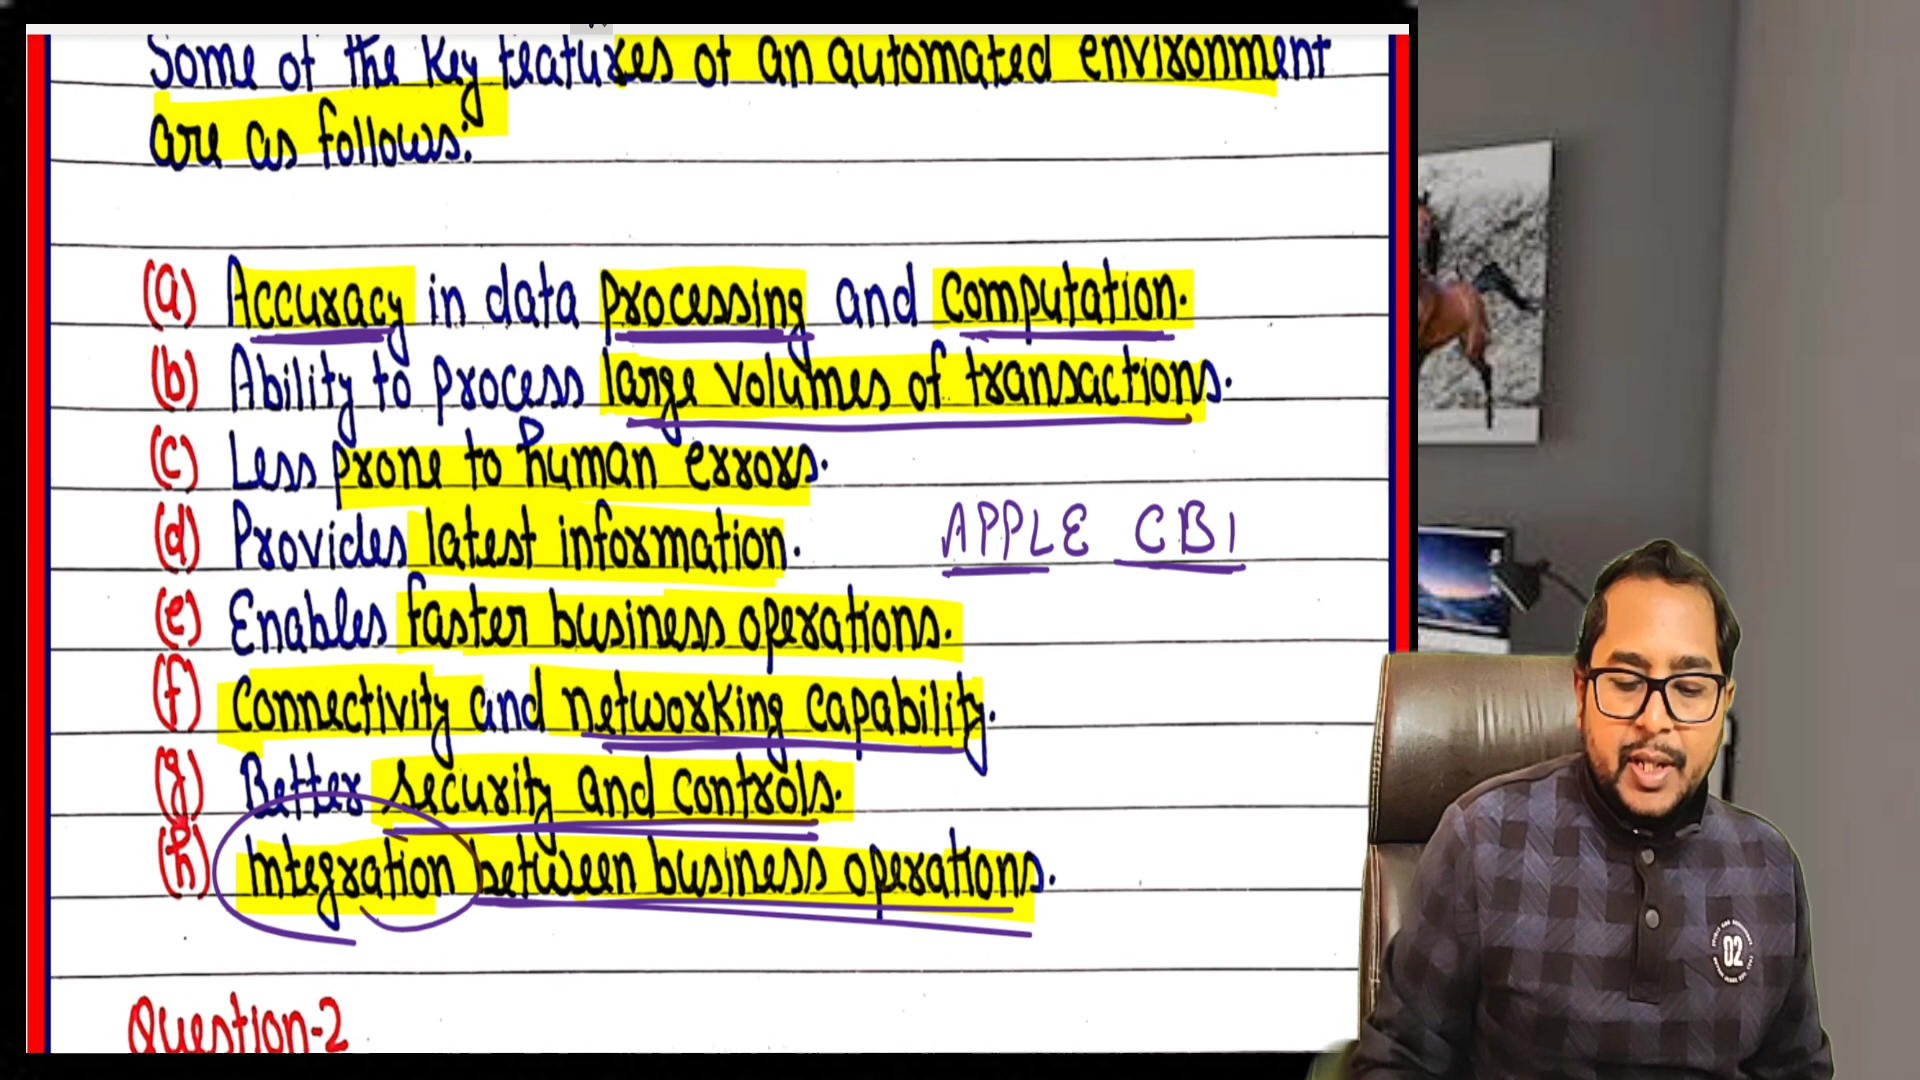 Some of the key features of an automated environment
are as follows:
(a) Accuracy in data processing and computation.
(b) Ability to process large volumes of transactions.
(c) Less prone to human errors.
(d) Provides latest information.
APPLE CBI
(e) Enables faster business operations.
(f) Connectivity and networking capability.
(g) Better security and controls.
(h) Integration between business operations.
02
Question-2